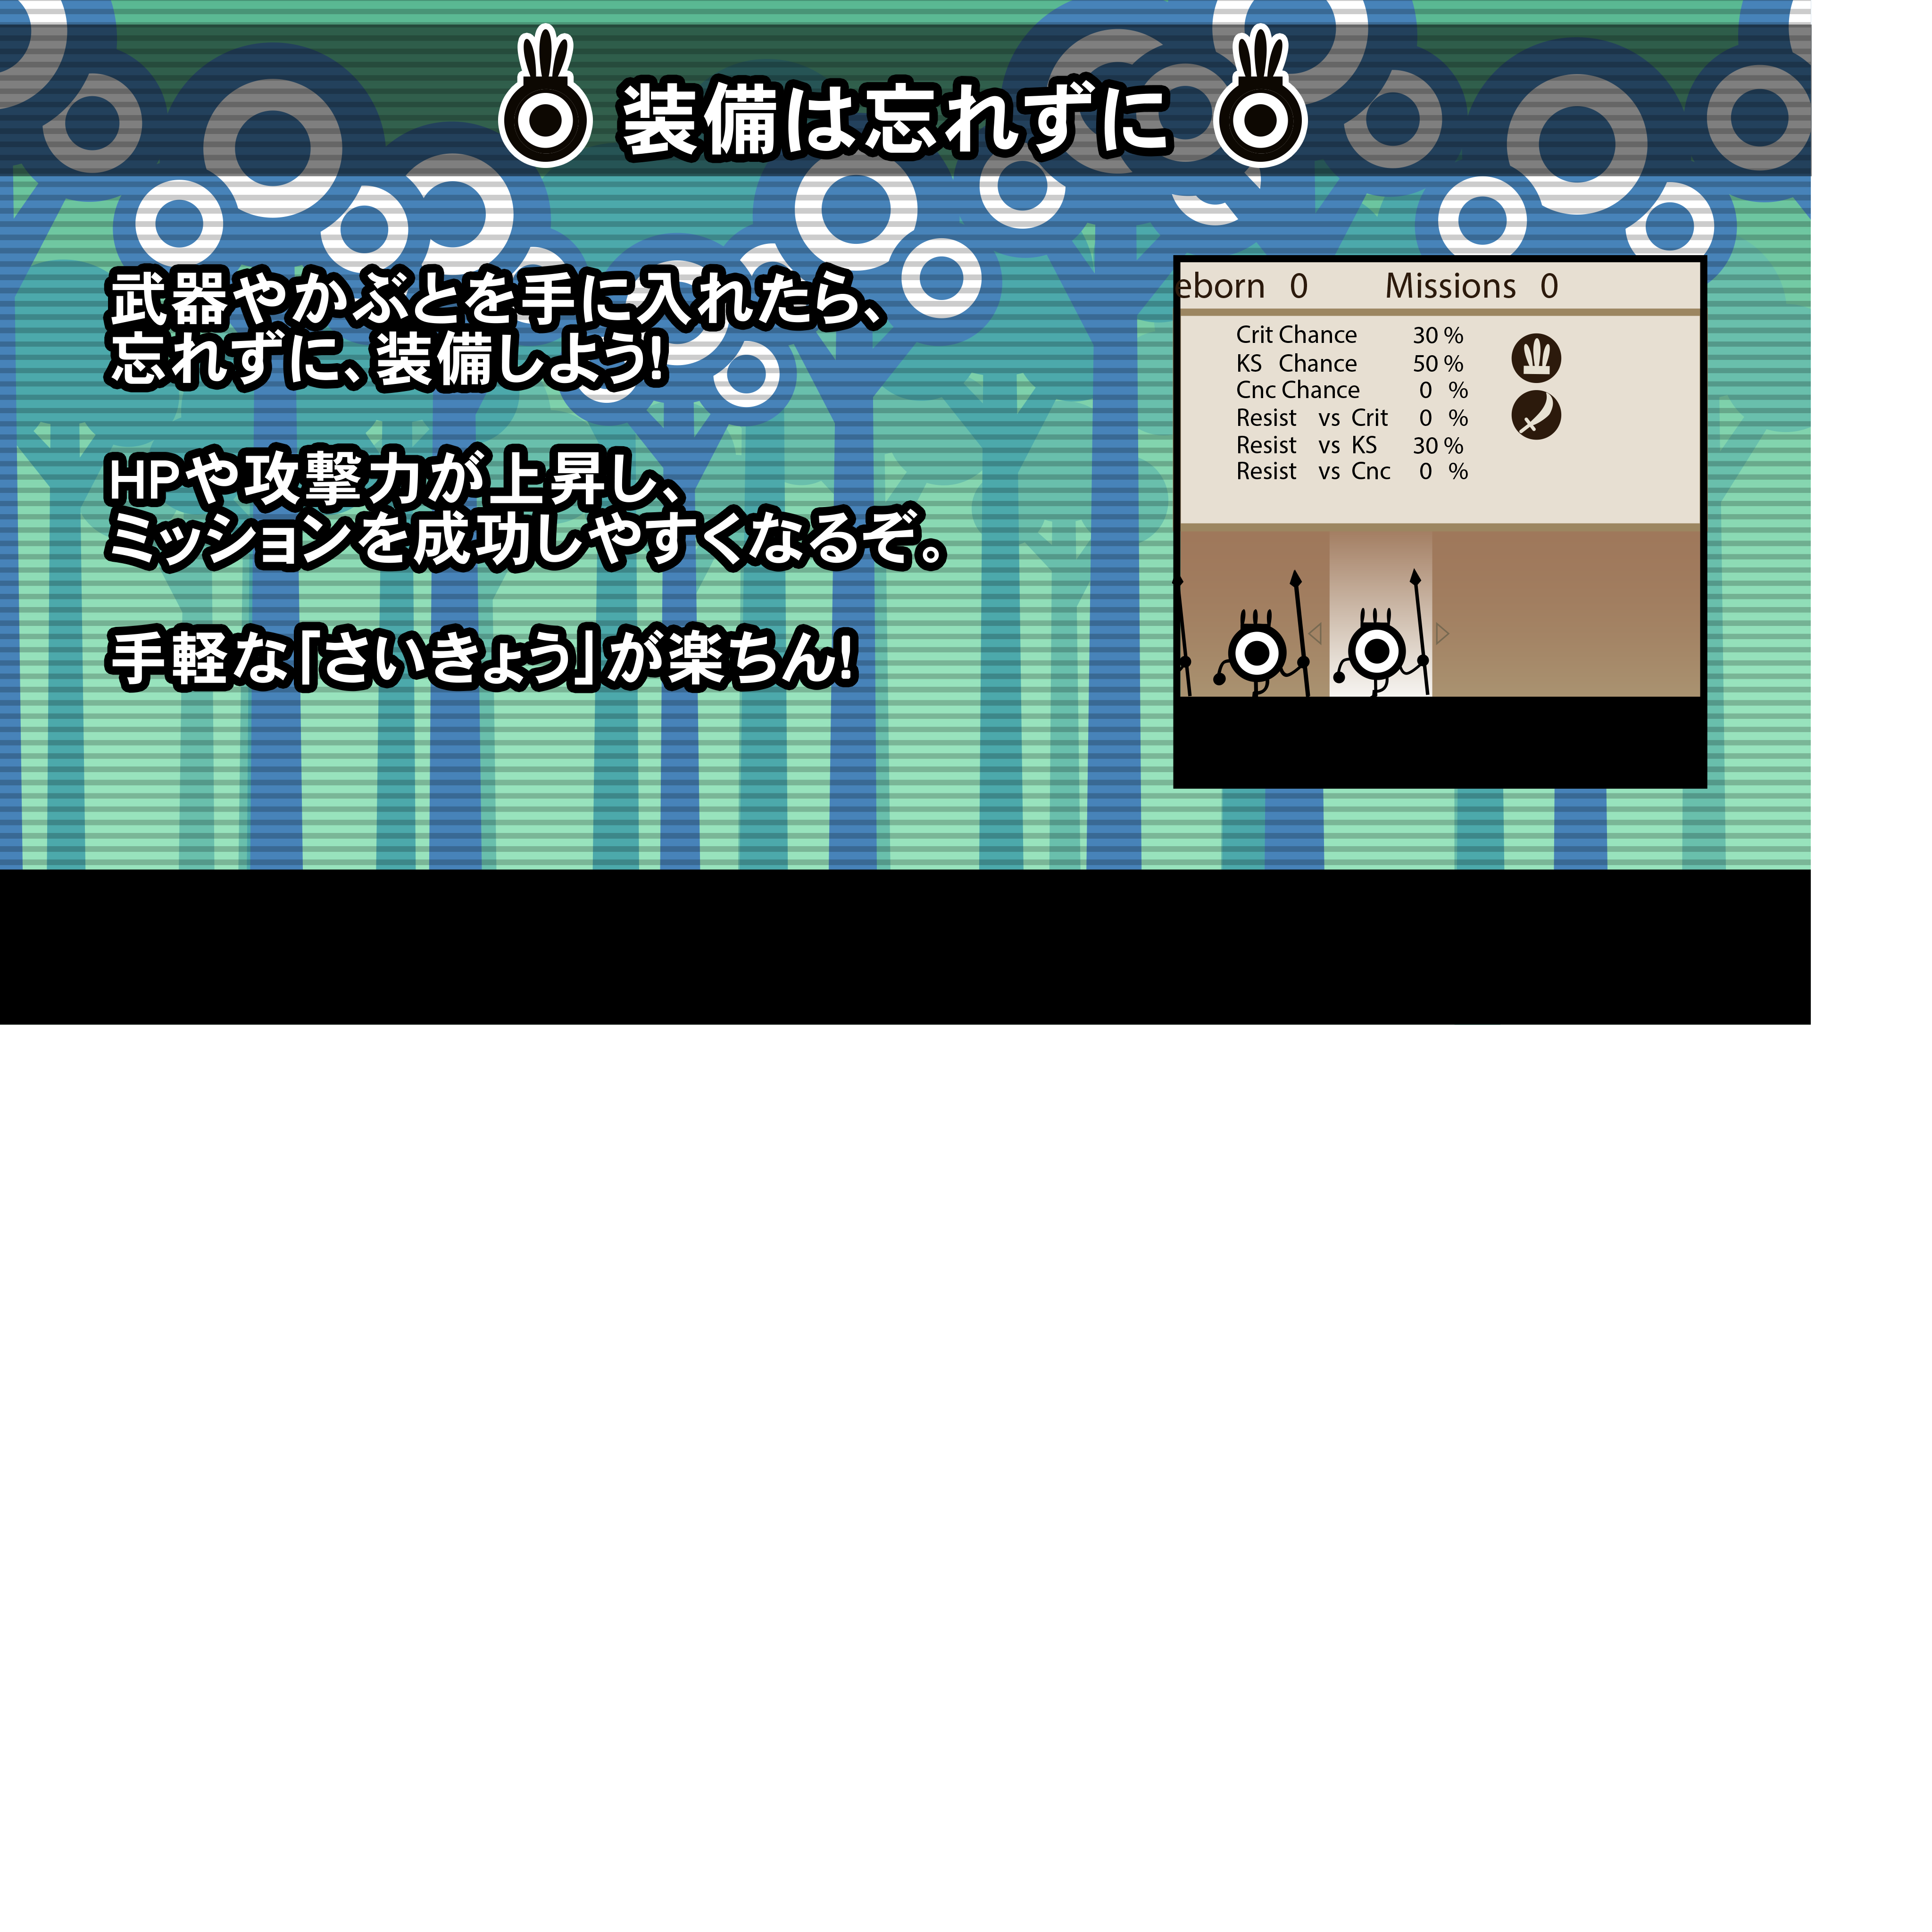 装備は忘れずに
武器やかぶとを手に入れたら、
忘れずに、装備しよう!
HPや攻撃力が上昇し、
ミッションを成功しやすくなるぞ。
手軽な「さいきょう」が楽ちん!
eborn 0 Missions 0
Crit Chance 30 %
KS Chance 50 %
Cnc Chance 0 %
Resist vs Crit 0 %
Resist vs KS 30 %
Resist vs Cnc 0 %